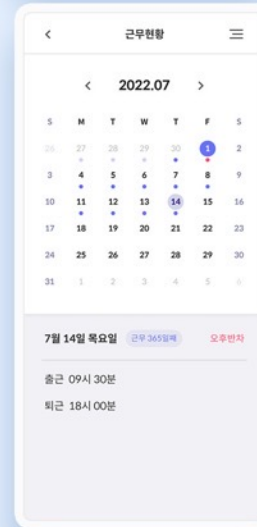 근무현황
2022.07
S M T W T F S
26 27 28 29 30 1 2
3 4 5 6 7 8 9
10 11 12 13 14 15 16
17 18 19 20 21 22 23
24 25 26 27 28 29 30
31 1 2 3 4 5 6
7월 14일 목요일 근무 365일째 오후반차
출근 09시 30분
퇴근 18시 00분